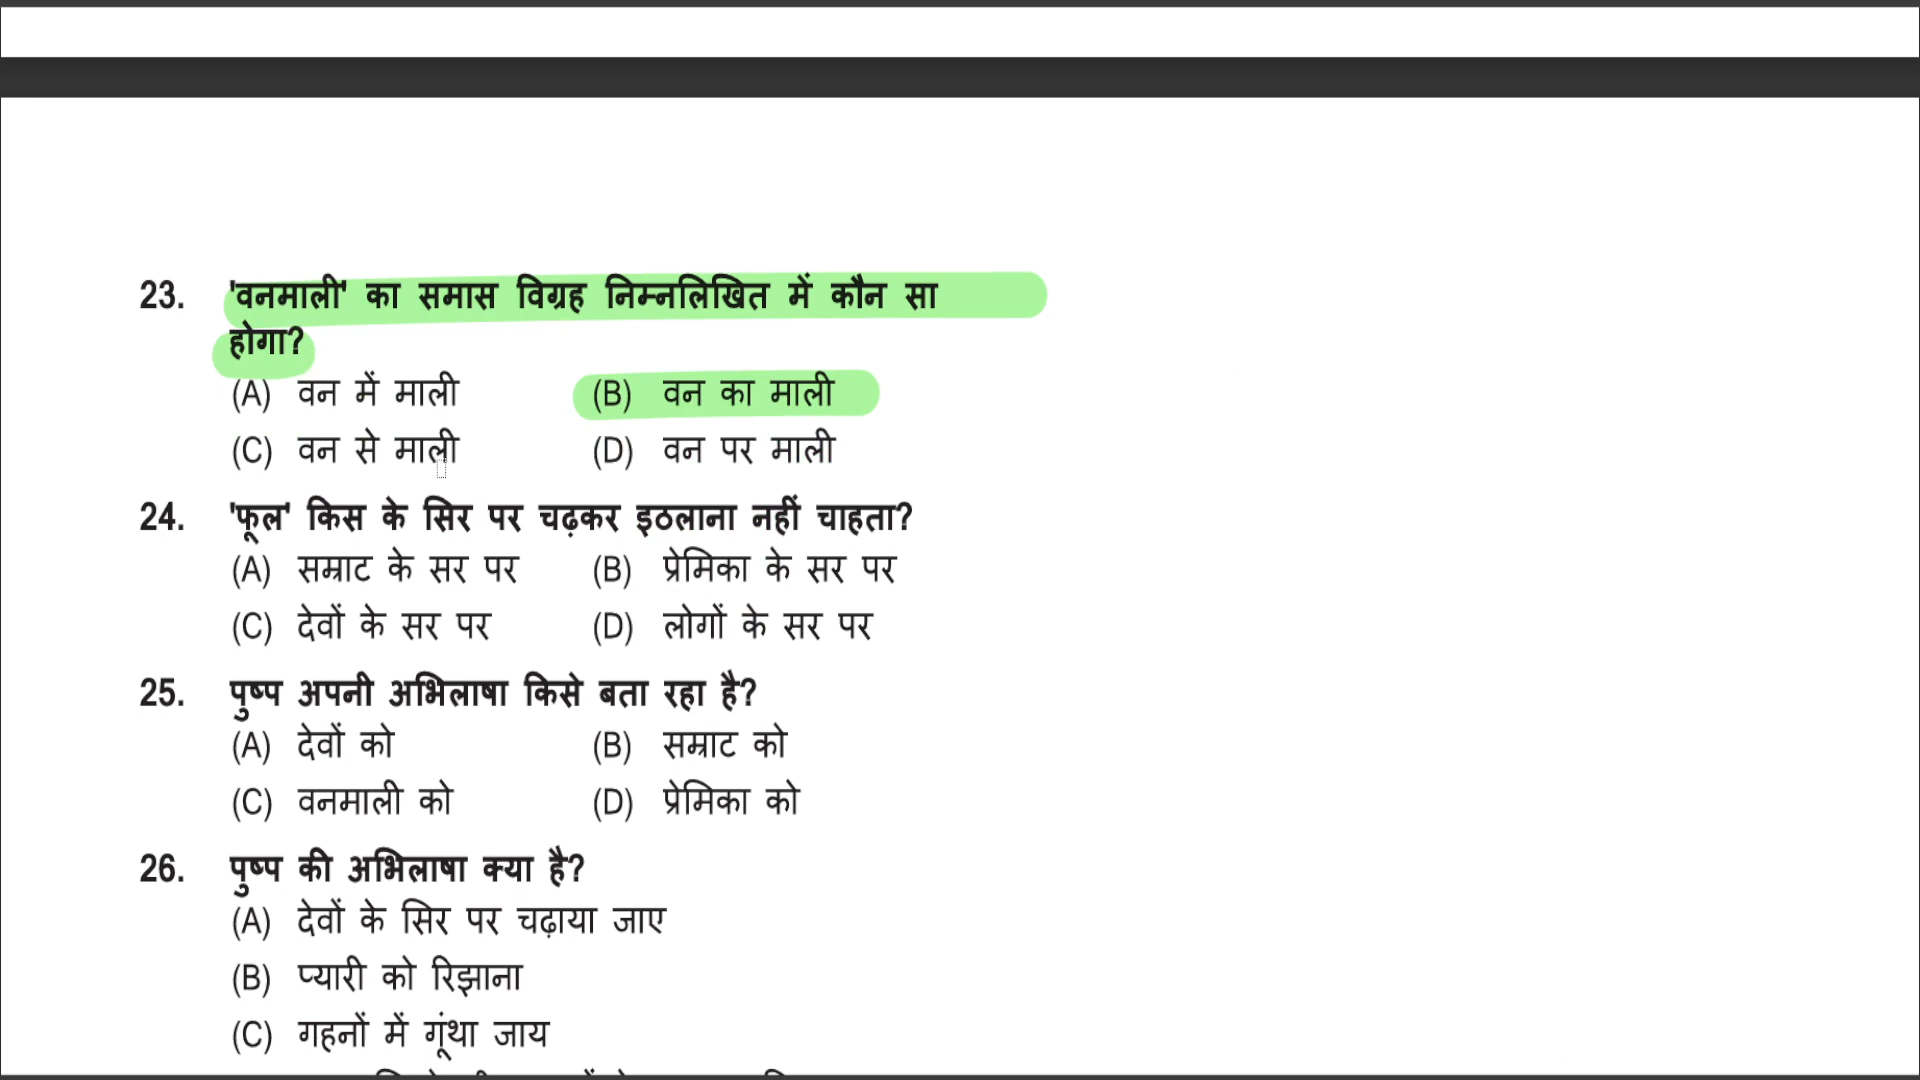 23. 'वनमाली' का समास विग्रह निम्नलिखित में कौन सा
होगा?
(A) वन में माली (B) वन का माली
(C) वन से माली (D) वन पर माली
24. 'फूल' किस के सिर पर चढ़कर इठलाना नहीं चाहता?
(A) सम्राट के सर पर (B) प्रेमिका के सर पर
(C) देवों के सर पर (D) लोगों के सर पर
25. पुष्प अपनी अभिलाषा किसे बता रहा है?
(A) देवों को (B) सम्राट को
(C) वनमाली को (D) प्रेमिका को
26. पुष्प की अभिलाषा क्या है?
(A) देवों के सिर पर चढ़ाया जाए
(B) प्यारी को रिझाना
(C) गहनों में गूंथा जाय